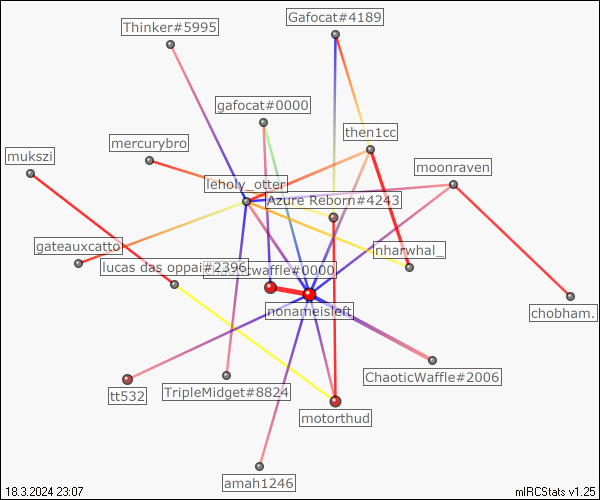 Gafocat#4189
Thinker#5995
gafocat#0000
then1cc
mercurybro
mukszi
moonraven
leholy_otter
Azure Reborn#4243
gateauxcatto
nharwhal_
lucas das oppai#2396
waffle#0000
nonameisleft
chobham.
ChaoticWaffle#2006
TripleMidget#8824
tt532
motorthud
amah1246
18.3.2024 23:07
mIRCStats v1.25